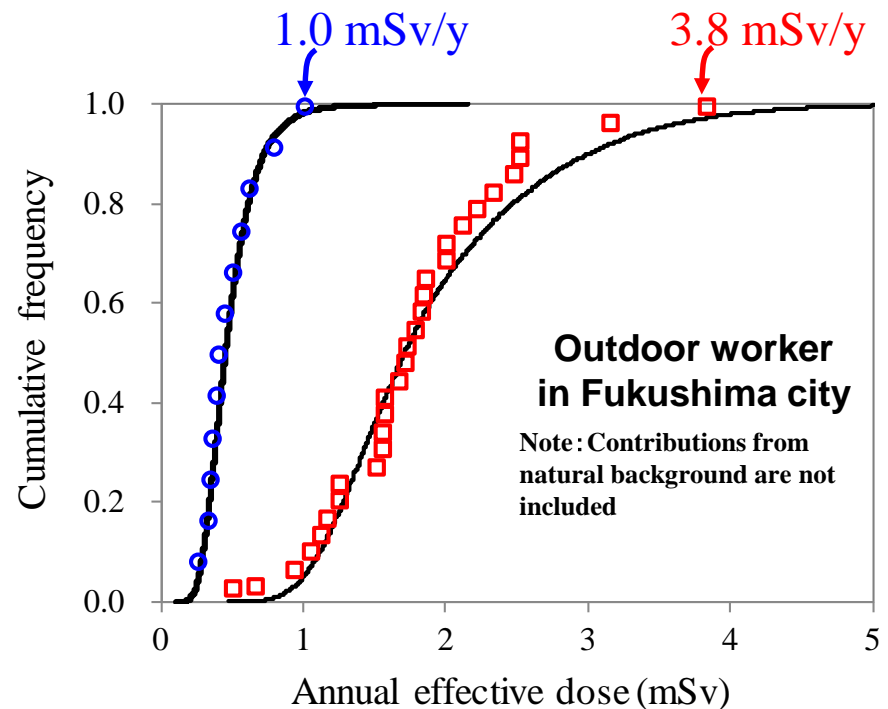 1.0 mSv/y
3.8 mSv/y
1.0
0.8
0.6
0.4
0.2
0.0
Cumulative frequency
Outdoor worker
in Fukushima city
Note:Contributions from
natural background are not
included
0
1
2
3
4
5
Annual effective dose (mSv)